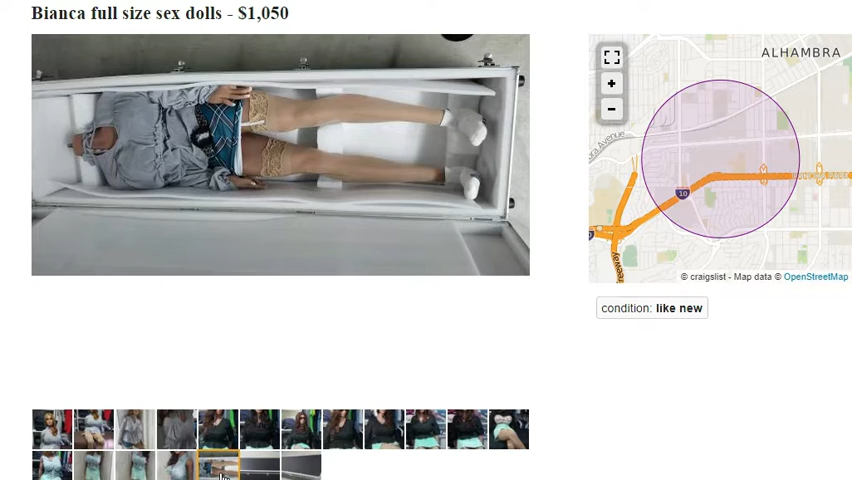 Bianca full size sex dolls - $1,050
ALHAMBRA
+
−
10
© craigslist - Map data © OpenStreetMap
condition: like new